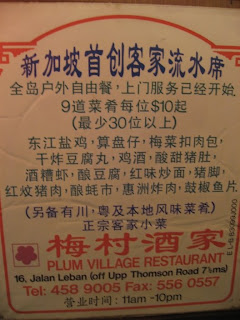 新加坡首创客家流水席
全岛户外自由餐，上门服务已经开始
9道菜肴每位$10起
(最少30位以上)
东江盐鸡，算盘仔，梅菜扣肉包，
干炸豆腐丸，鸡酒，酸甜猪肚，
酒糟虾，酿豆腐，红味炒面，猪脚，
红炆猪肉，酿蚝市，惠洲炸肉，鼓椒鱼片
(另备有川，粤及本地风味菜肴)
正宗客家小菜
梅村酒家
PLUM VILLAGE RESTAURANT
16, Jalan Leban (off Upp Thomson Road 7½ms)
Tel: 458 9005 Fax: 556 0557
营业时间：11am -10pm